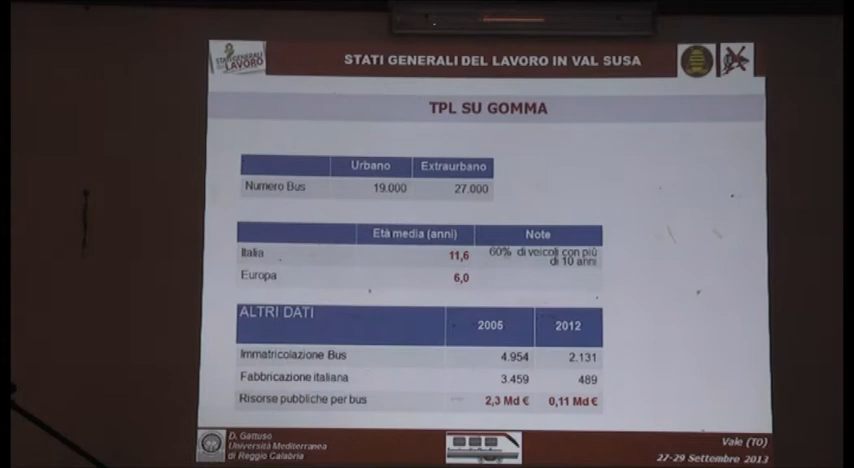 STATI GENERALI
LAVORO
STATI GENERALI DEL LAVORO IN VAL SUSA
TPL SU GOMMA
Urbano Extraurbano
Numero Bus 19.000 27.000
Età media (anni) Note
Italia 11,6 60% di veicoli con più
di 10 anni
Europa 6,0
ALTRI DATI 2005 2012
Immatricolazione Bus 4.954 2.131
Fabbricazione italiana 3.459 489
Risorse pubbliche per bus 2,3 Md € 0,11 Md €
D. Gattuso
Università Mediterranea
di Reggio Calabria
Vaie (TO)
27-29 Settembre 2013